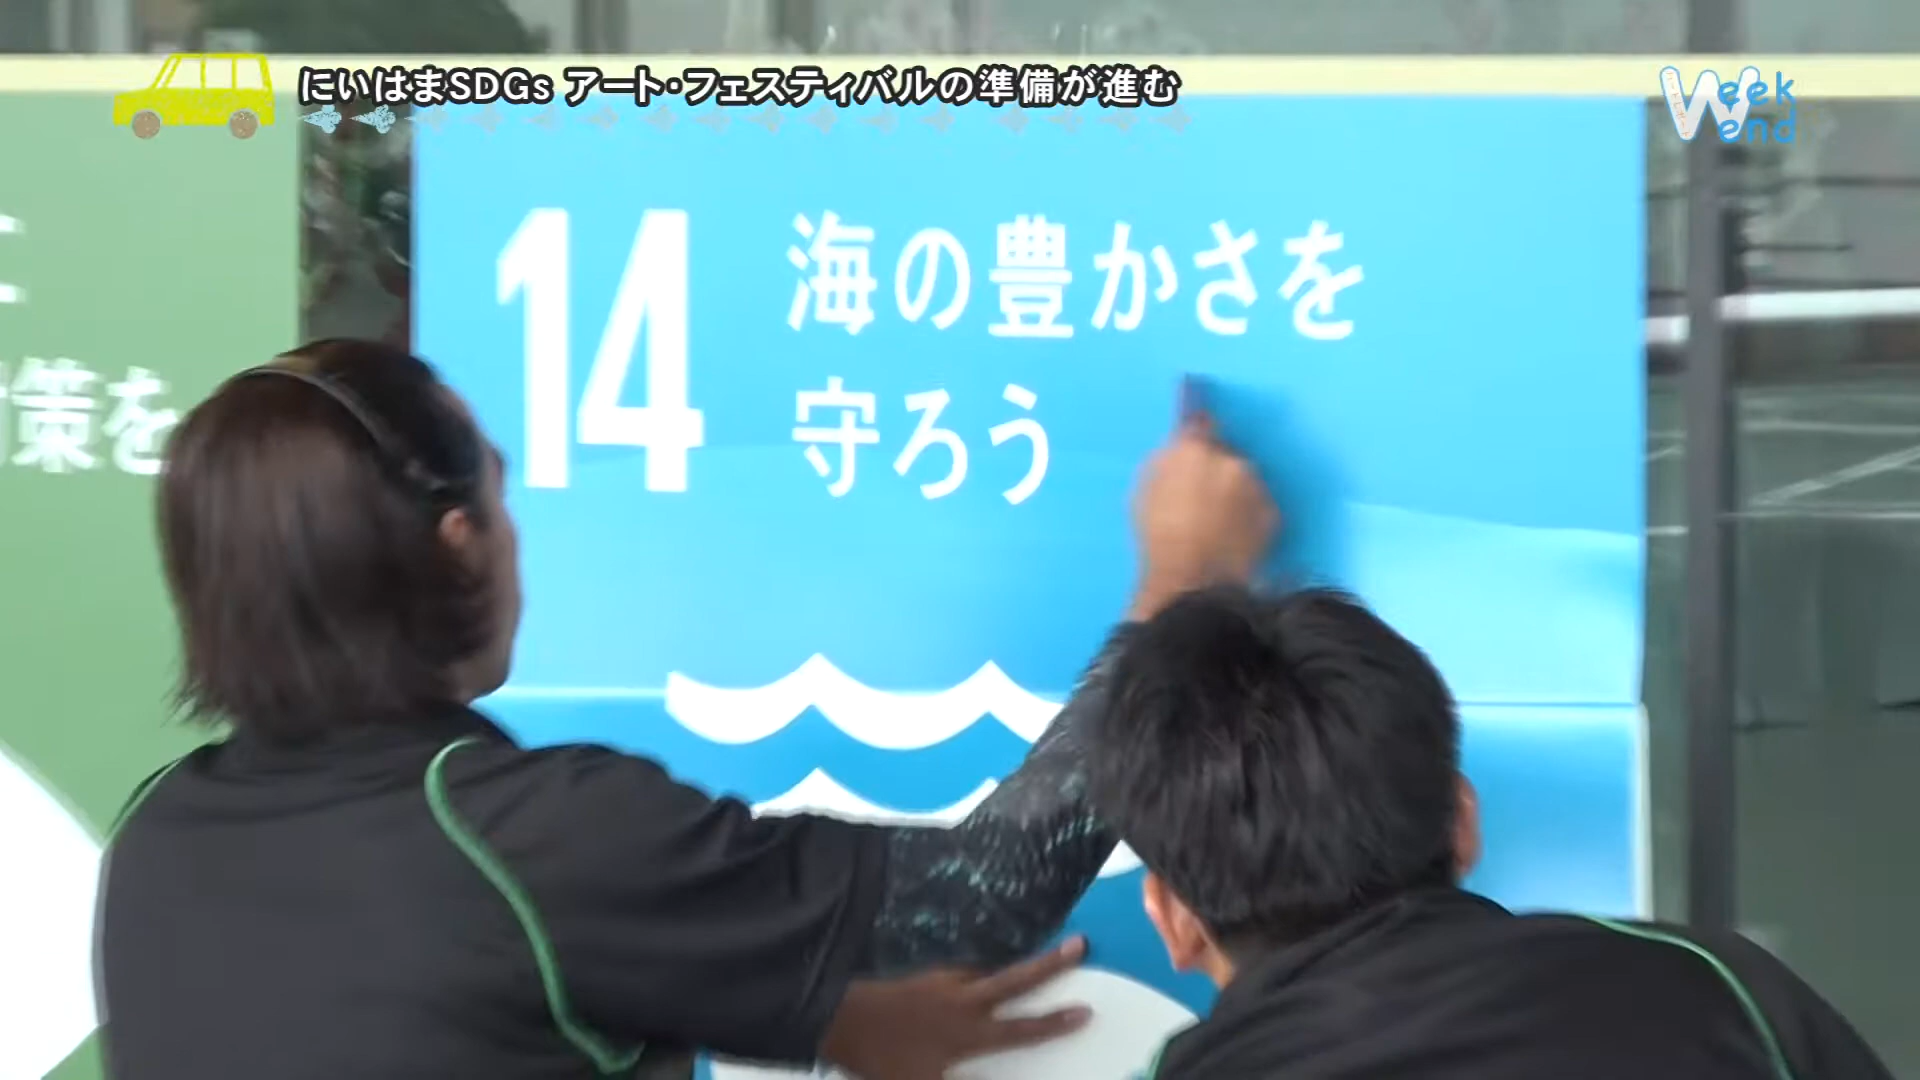 にいはまSDGs アート・フェスティバルの準備が進む
Week
end
14
海の豊かさを
守ろう
に
策を